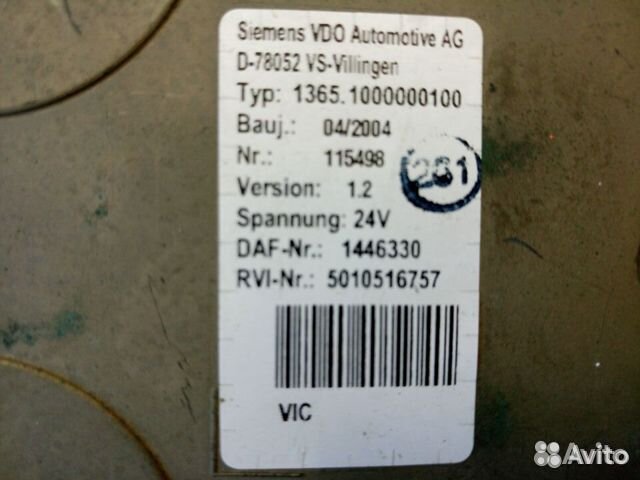 Siemens VDO Automotive AG
D-78052 VS-Villingen
Typ: 1365.1000000100
Bauj.: 04/2004
Nr.: 115498
261
Version: 1.2
Spannung: 24V
DAF-Nr.: 1446330
RVI-Nr.: 5010516757
VIC
Avito